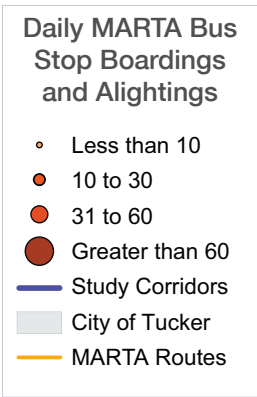 Daily MARTA Bus
Stop Boardings
and Alightings
Less than 10
10 to 30
31 to 60
Greater than 60
Study Corridors
City of Tucker
MARTA Routes